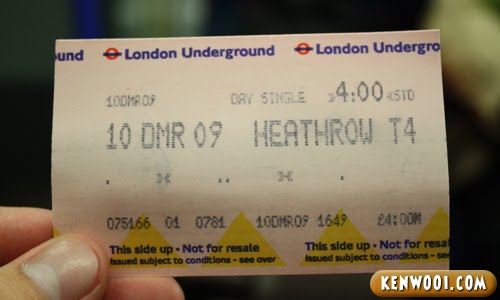 ound London Underground London Undergroun
10DMR09 DAY SINGLE £4:00 STD
10 DMR 09 HEATHROW T4
075166 01 0781 10DMR09 1649 £4:00M
This side up • Not for resale This side up • Not for resale
Issued subject to conditions - see over Issued subject to conditions - see over
KENWOOI.COM